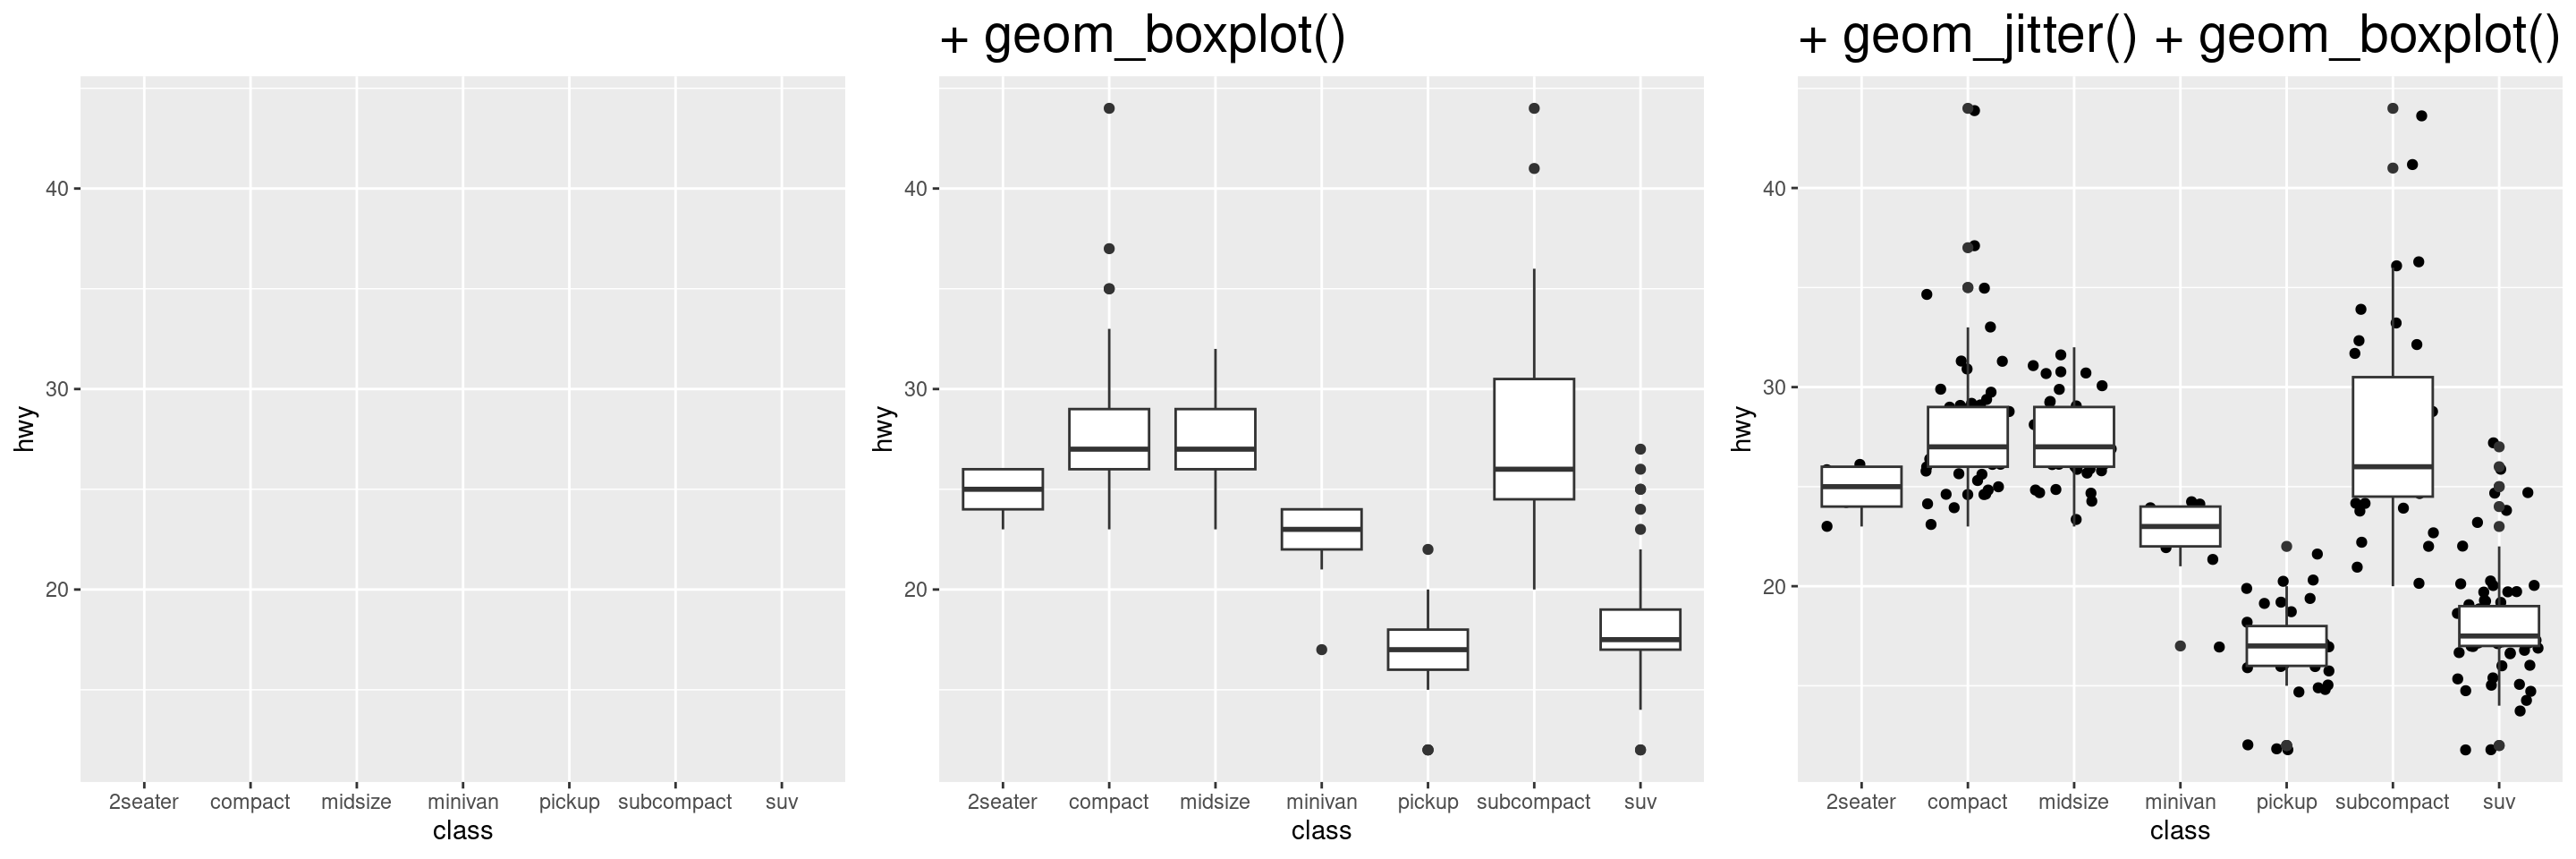 hwy
40
30
20
2seater compact midsize minivan pickup subcompact suv
class
+ geom_boxplot()
hwy
40
30
20
2seater compact midsize minivan pickup subcompact suv
class
+ geom_jitter() + geom_boxplot()
hwy
40
30
20
2seater compact midsize minivan pickup subcompact suv
class